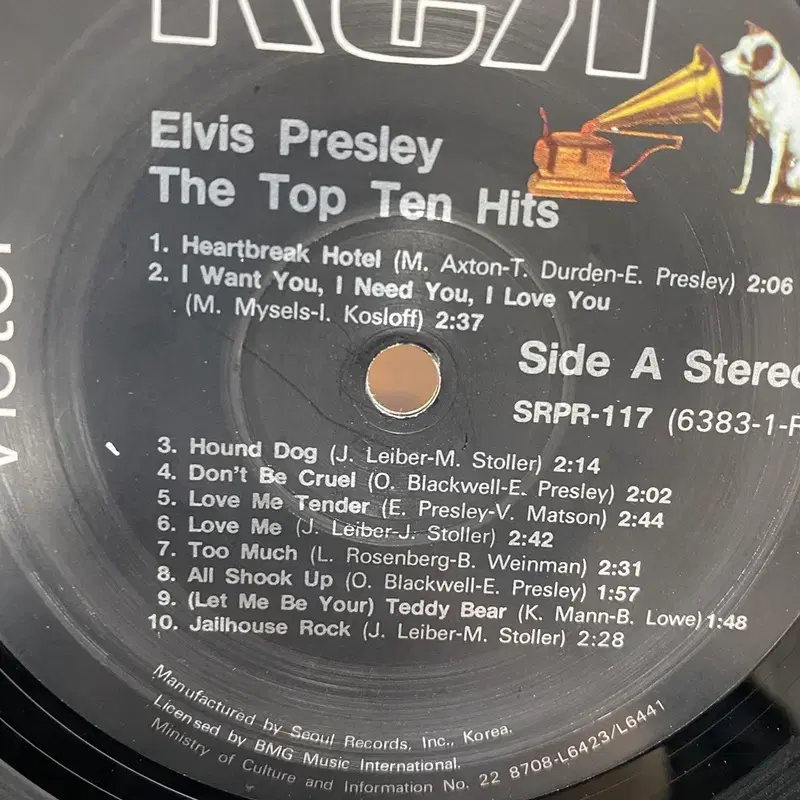 RCA
Victor
Elvis Presley
The Top Ten Hits
1. Heartbreak Hotel (M. Axton-T. Durden-E. Presley) 2:06
2. I Want You, I Need You, I Love You
(M. Mysels-I. Kosloff) 2:37
Side A Stereo
SRPR-117 (6383-1-R
3. Hound Dog (J. Leiber-M. Stoller) 2:14
4. Don't Be Cruel (O. Blackwell-E. Presley) 2:02
5. Love Me Tender (E. Presley-V. Matson) 2:44
6. Love Me (J. Leiber-J. Stoller) 2:42
7. Too Much (L. Rosenberg-B. Weinman) 2:31
8. All Shook Up (O. Blackwell-E. Presley) 1:57
9. (Let Me Be Your) Teddy Bear (K. Mann-B. Lowe) 1:48
10. Jailhouse Rock (J. Leiber-M. Stoller) 2:28
Manufactured by Seoul Records, Inc., Korea.
Licensed by BMG Music International.
Ministry of Culture and Information No. 22 8708-L6423/L6441